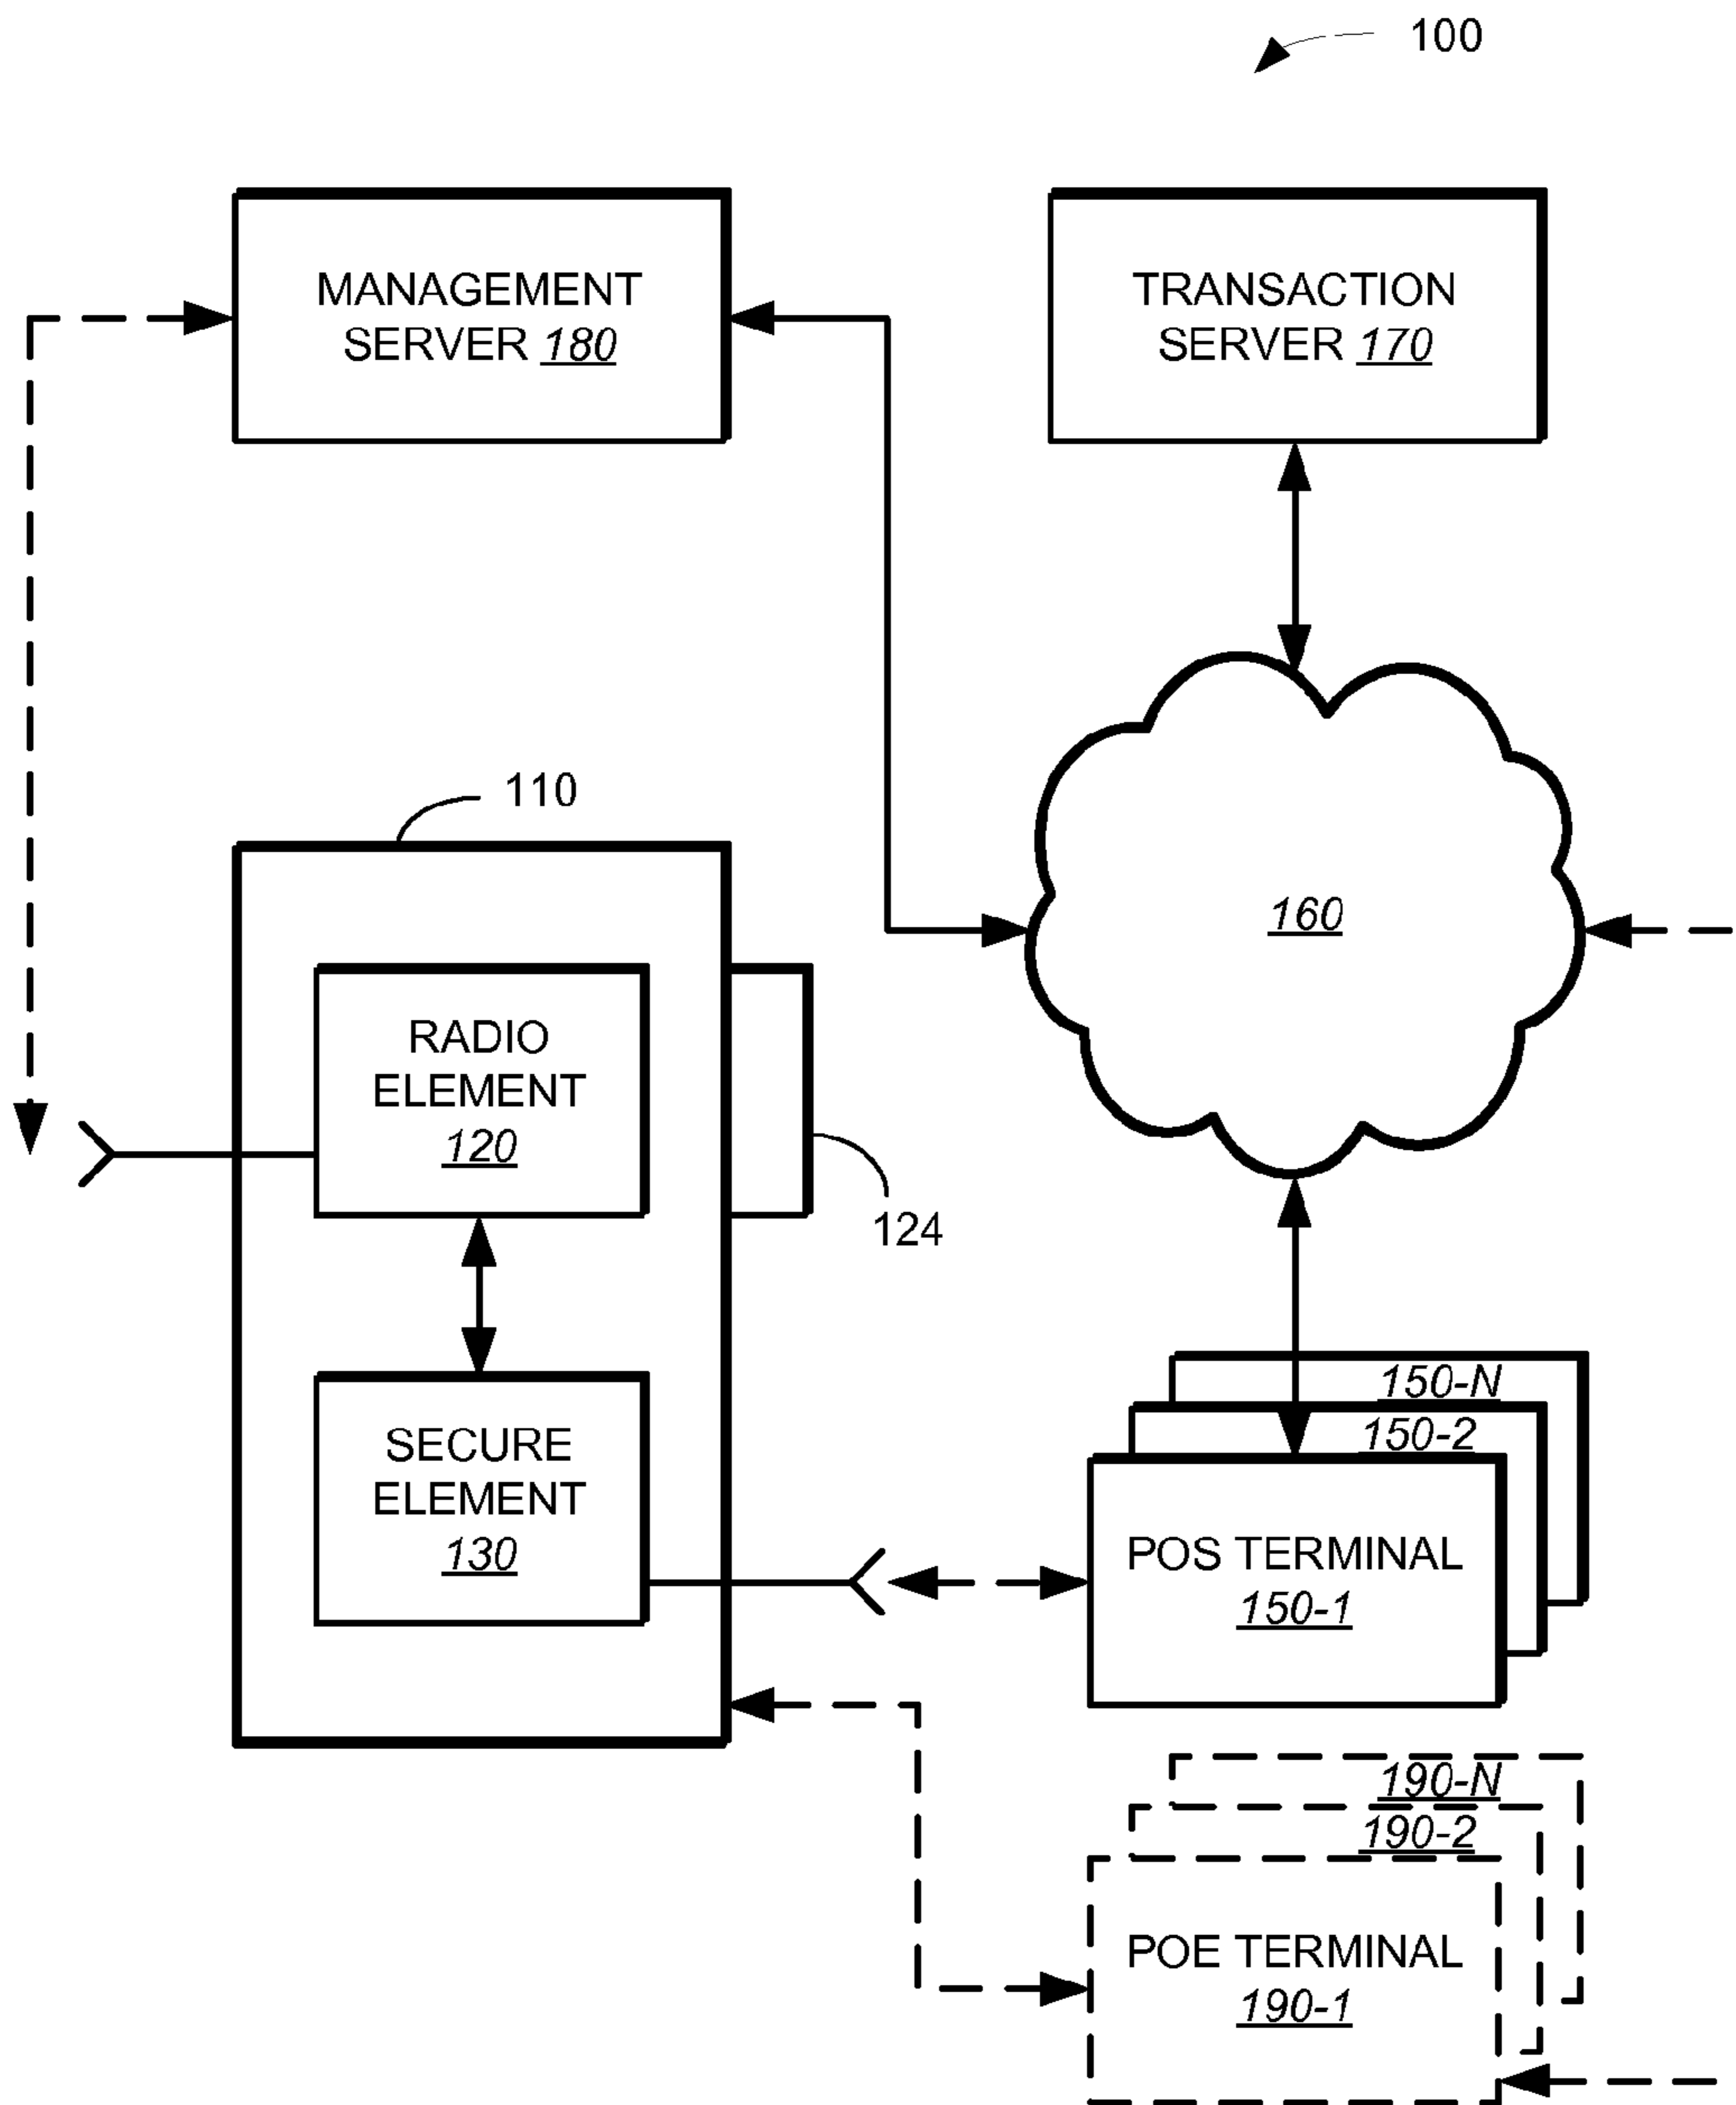 100
MANAGEMENT
SERVER 180
TRANSACTION
SERVER 170
110
160
RADIO
ELEMENT
120
124
SECURE
ELEMENT
130
150-N
150-2
POS TERMINAL
150-1
190-N
190-2
POE TERMINAL
190-1